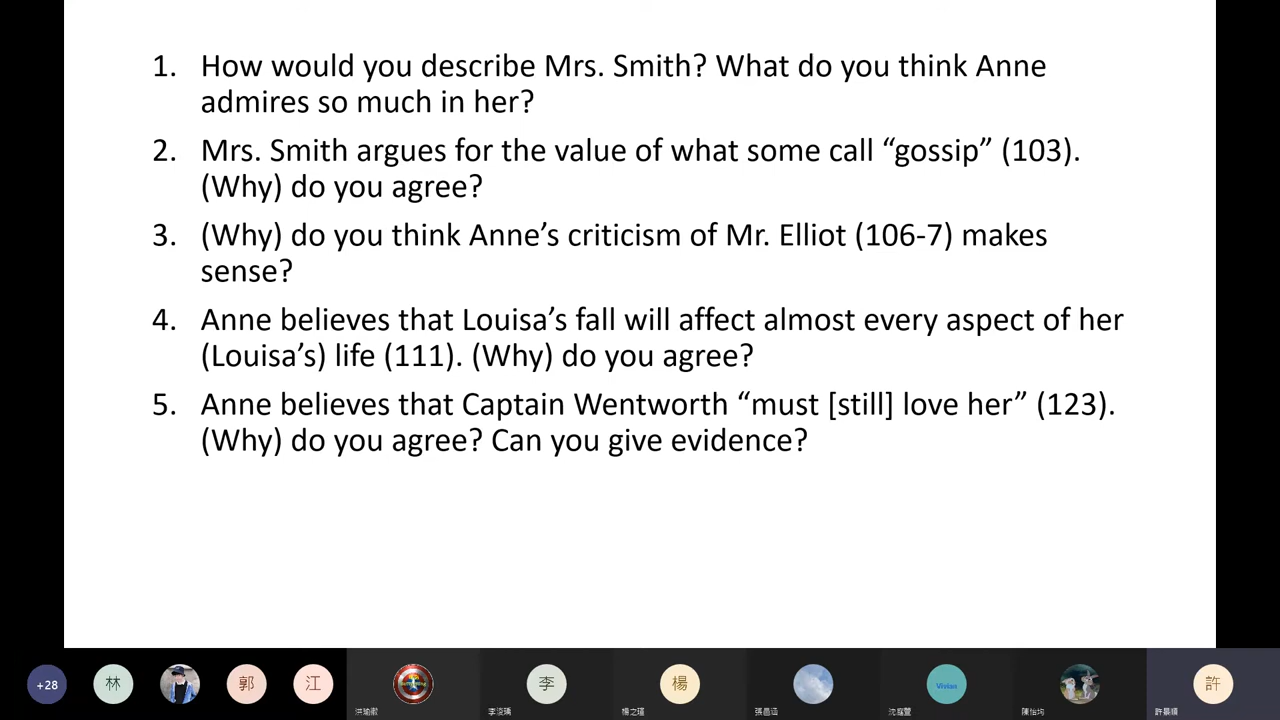 1. How would you describe Mrs. Smith? What do you think Anne
admires so much in her?
2. Mrs. Smith argues for the value of what some call “gossip” (103).
(Why) do you agree?
3. (Why) do you think Anne’s criticism of Mr. Elliot (106-7) makes
sense?
4. Anne believes that Louisa’s fall will affect almost every aspect of her
(Louisa’s) life (111). (Why) do you agree?
5. Anne believes that Captain Wentworth “must [still] love her” (123).
(Why) do you agree? Can you give evidence?
+28
林
郭
江
李
楊
Vivian
許